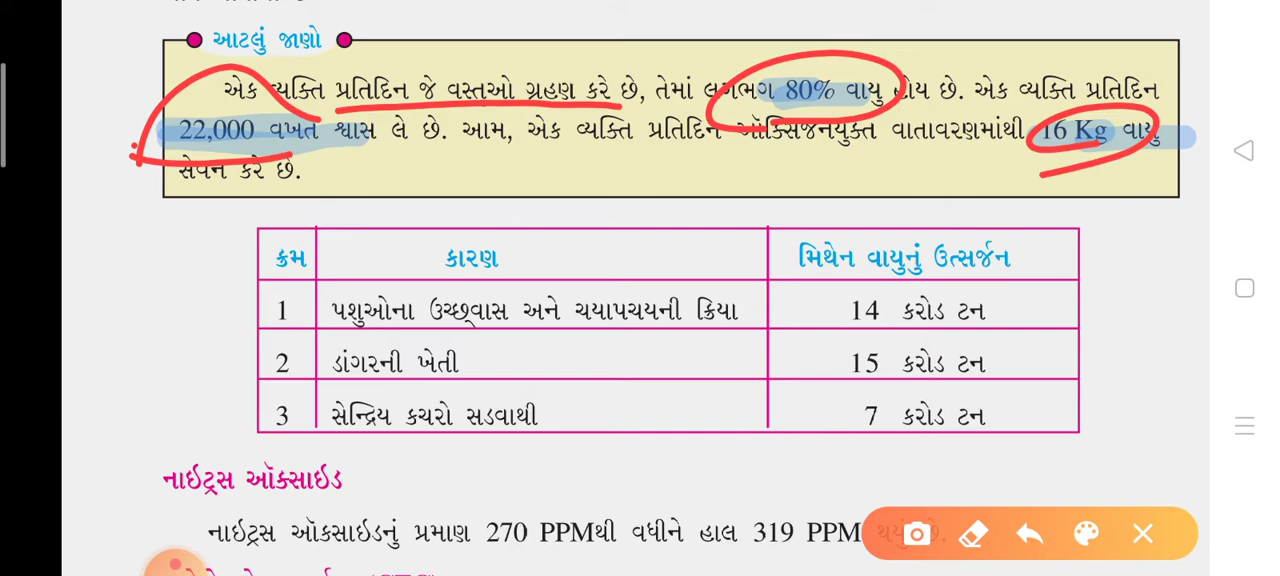 આટલું જાણો
એક વ્યક્તિ પ્રતિદિન જે વસ્તુઓ ગ્રહણ કરે છે, તેમાં લગભગ 80% વાયુ હોય છે. એક વ્યક્તિ પ્રતિદિન
22,000 વખત શ્વાસ લે છે. આમ, એક વ્યક્તિ પ્રતિદિન ઑક્સિજનયુક્ત વાતાવરણમાંથી 16 Kg વાયુ
સેવન કરે છે.
ક્રમ કારણ મિથેન વાયુનું ઉત્સર્જન
1 પશુઓના ઉચ્છ્વાસ અને ચયાપચયની ક્રિયા 14 કરોડ ટન
2 ડાંગરની ખેતી 15 કરોડ ટન
3 સેન્દ્રિય કચરો સડવાથી 7 કરોડ ટન
નાઇટ્રસ ઑક્સાઇડ
નાઇટ્રસ ઑક્સાઇડનું પ્રમાણ 270 PPMથી વધીને હાલ 319 PPM થયું છે.